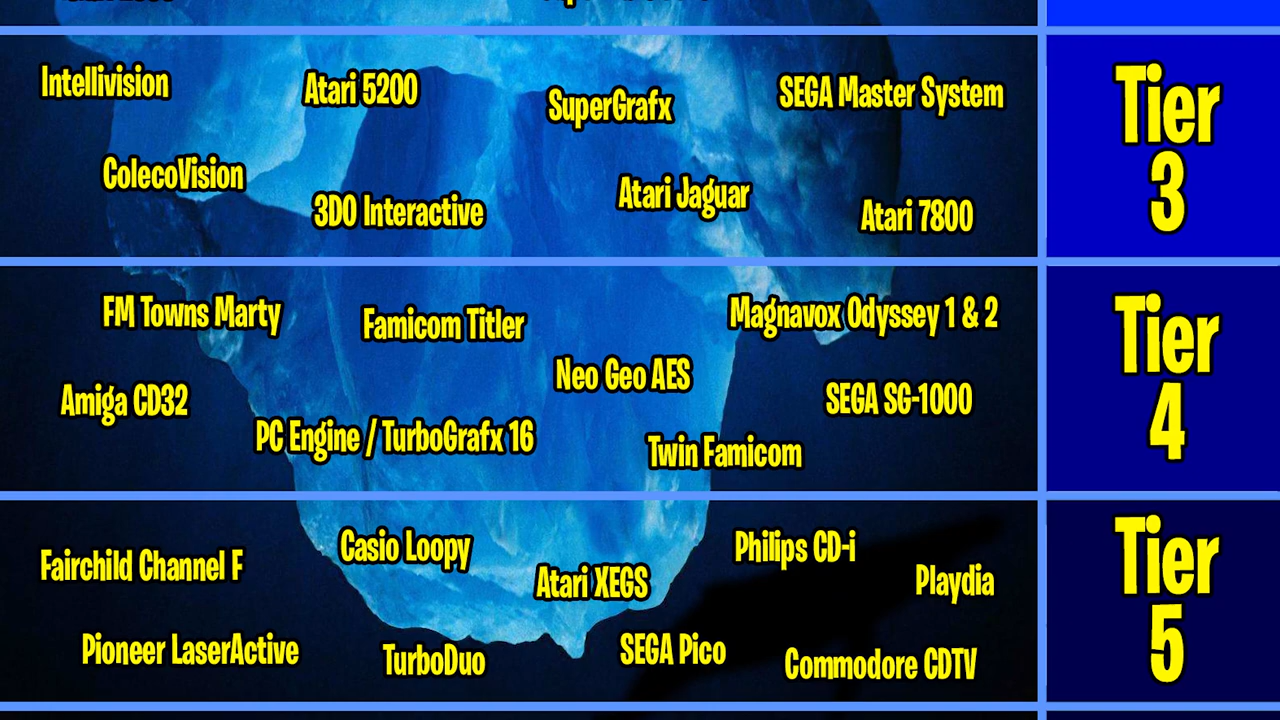 Intellivision
Atari 5200
SuperGrafx
SEGA Master System
ColecoVision
3DO Interactive
Atari Jaguar
Atari 7800
Tier
3
FM Towns Marty
Famicom Titler
Magnavox Odyssey 1 & 2
Neo Geo AES
Amiga CD32
SEGA SG-1000
PC Engine / TurboGrafx 16
Twin Famicom
Tier
4
Fairchild Channel F
Casio Loopy
Philips CD-i
Atari XEGS
Playdia
Pioneer LaserActive
TurboDuo
SEGA Pico
Commodore CDTV
Tier
5